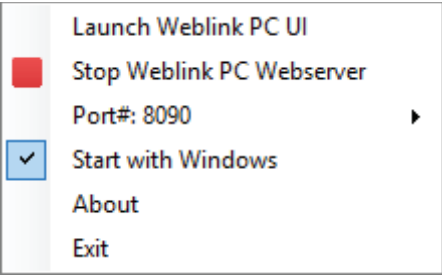 Launch Weblink PC UI
Stop Weblink PC Webserver
Port#: 8090
Start with Windows
About
Exit